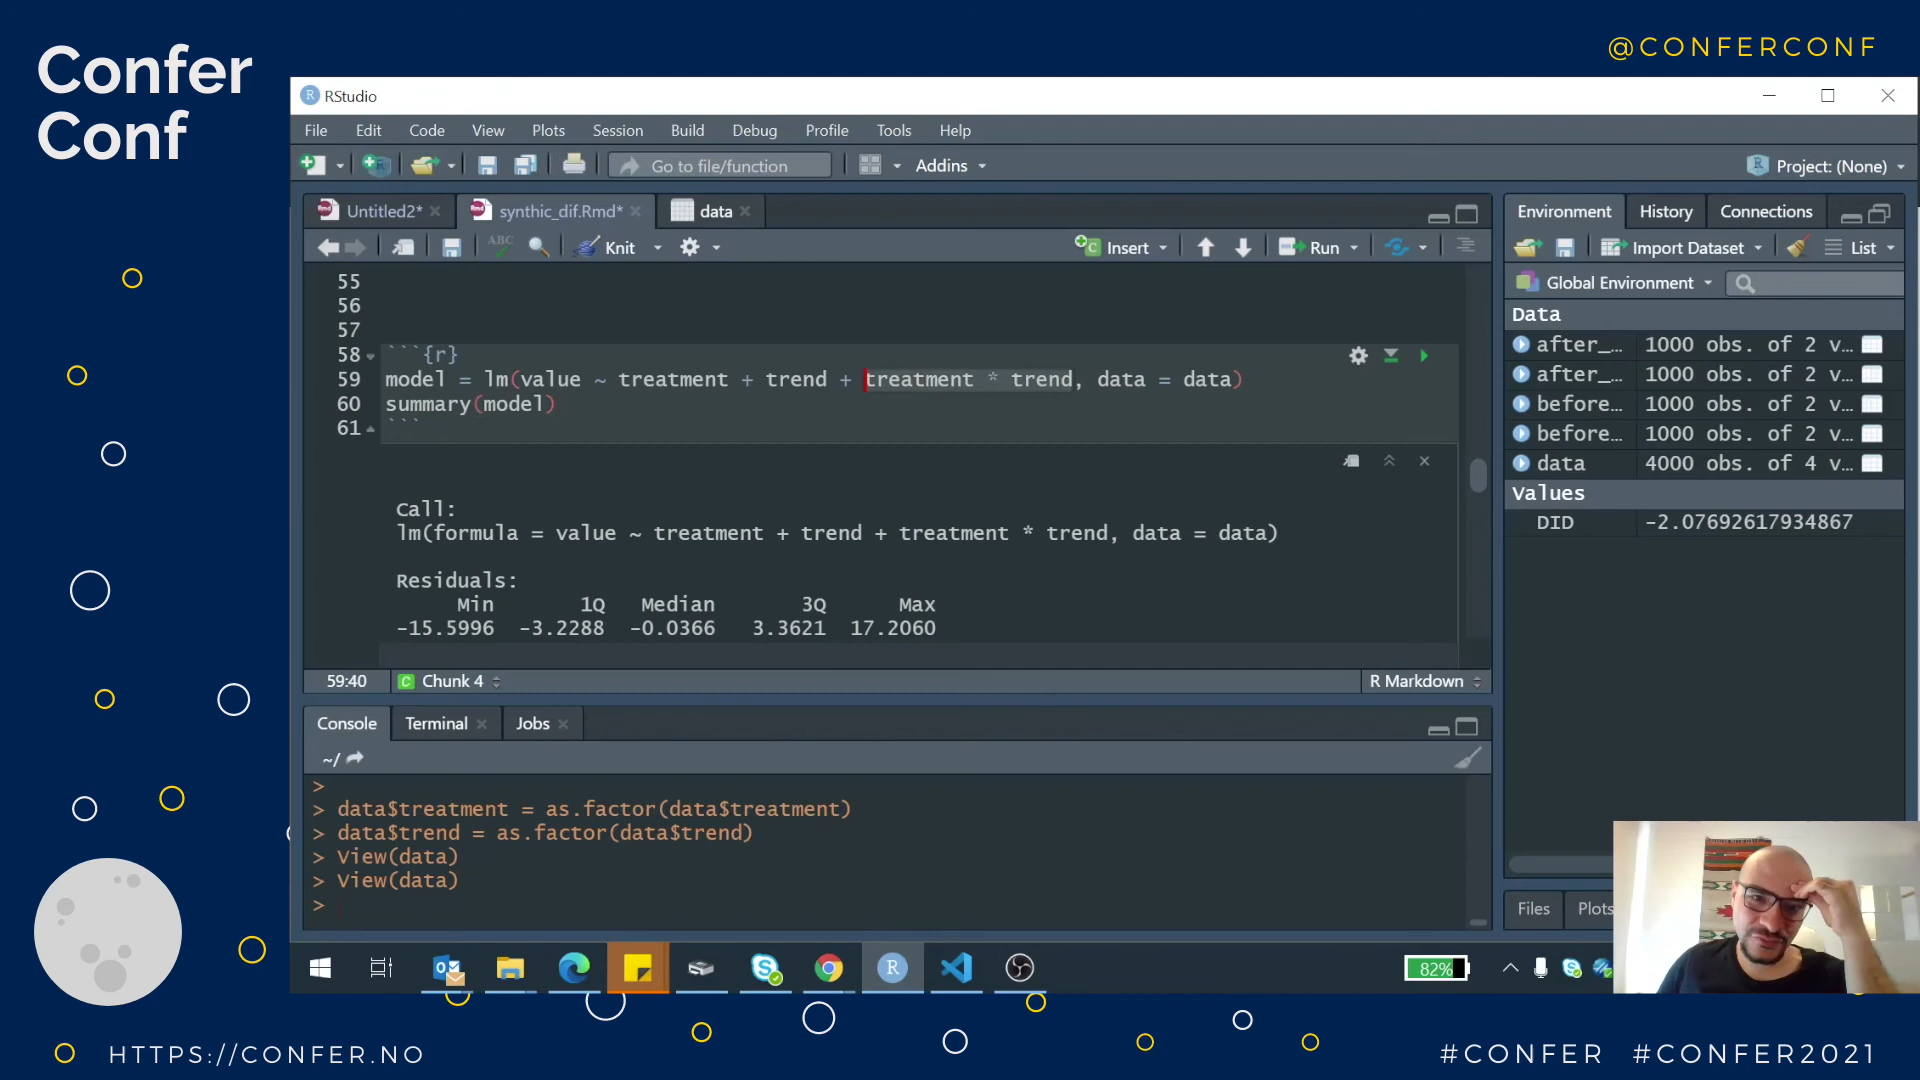 Confer
Conf
@CONFERCONF
RStudio
File Edit Code View Plots Session Build Debug Profile Tools Help
Go to file/function Addins Project: (None)
Untitled2* synthic_dif.Rmd* data
ABC Knit Insert Run
55
56
57
58 ```{r}
59 model = lm(value ~ treatment + trend + treatment * trend, data = data)
60 summary(model)
61 ```
Call:
lm(formula = value ~ treatment + trend + treatment * trend, data = data)
Residuals:
Min 1Q Median 3Q Max
-15.5996 -3.2288 -0.0366 3.3621 17.2060
59:40 Chunk 4 R Markdown
Console Terminal Jobs
~/
>
> data$treatment = as.factor(data$treatment)
> data$trend = as.factor(data$trend)
> View(data)
> View(data)
>
Environment History Connections
Import Dataset List
Global Environment
Data
after_… 1000 obs. of 2 v…
after_… 1000 obs. of 2 v…
before… 1000 obs. of 2 v…
before… 1000 obs. of 2 v…
data 4000 obs. of 4 v…
Values
DID -2.07692617934867
Files Plots
82%
HTTPS://CONFER.NO
#CONFER #CONFER2021